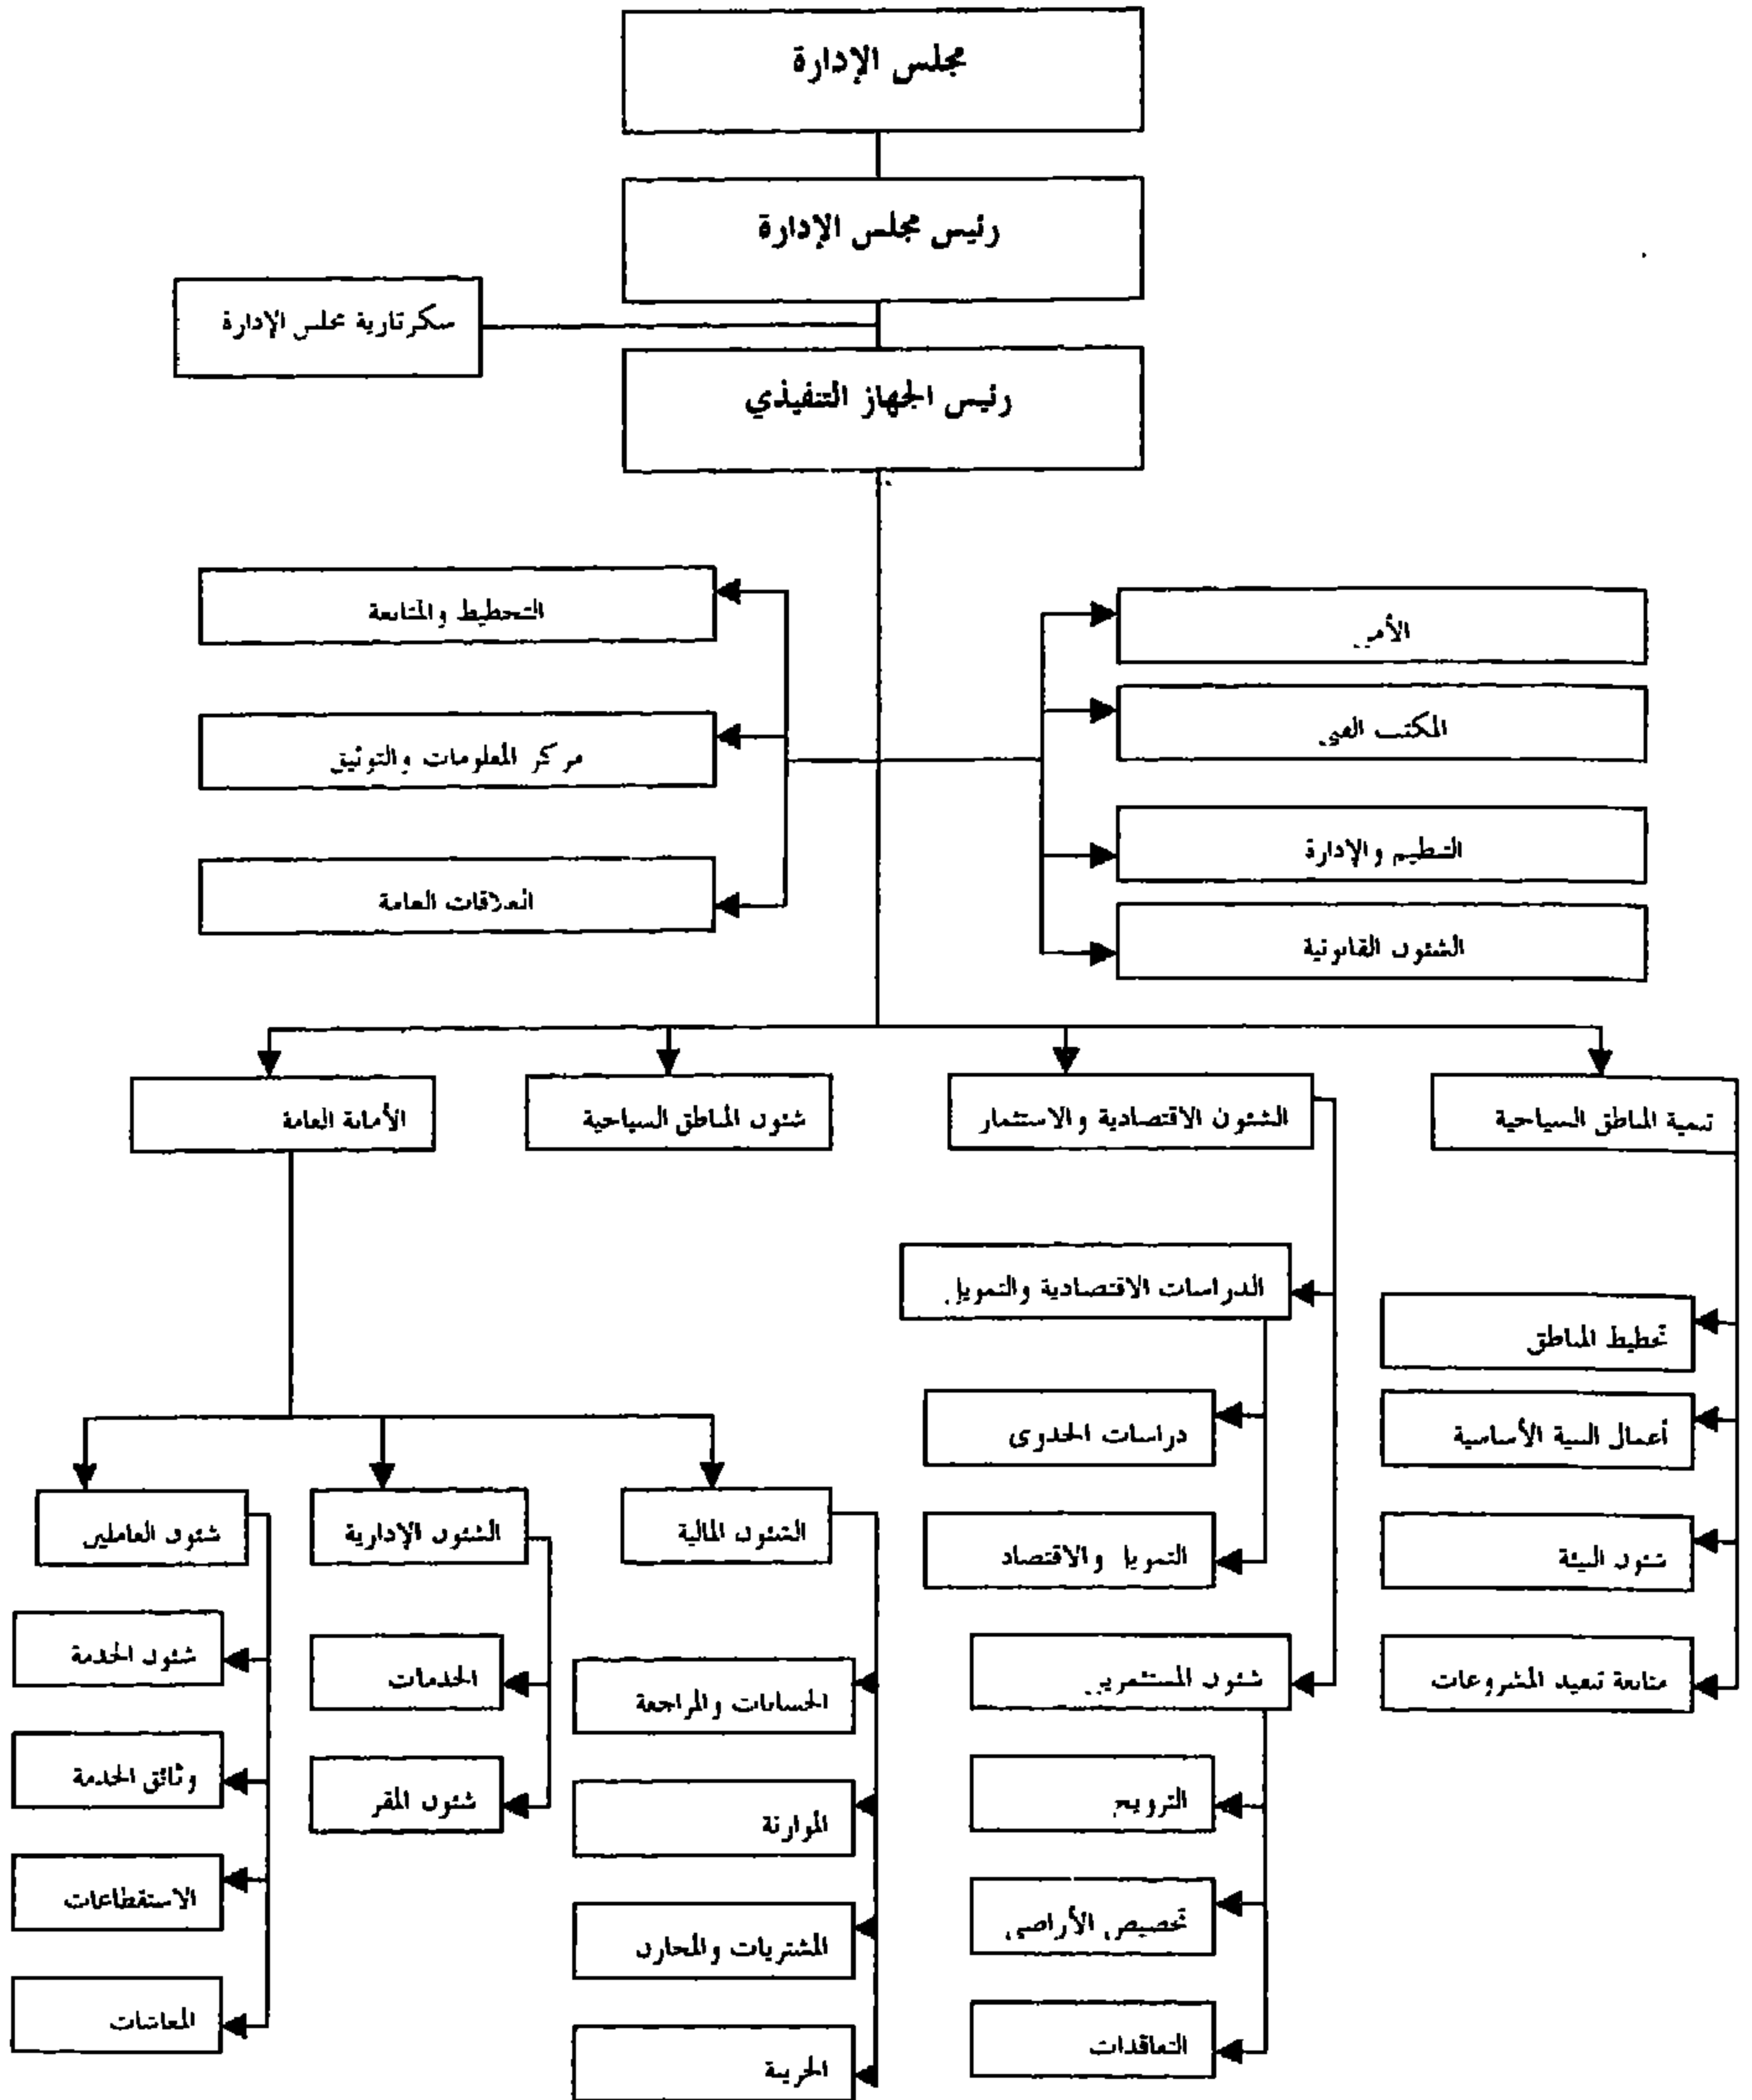 مجلس الإدارة
رئيس مجلس الإدارة
سكرتارية مجلس الإدارة
رئيس الجهاز التنفيذي
الأمن
التخطيط والمتابعة
المكتب الفني
مركز المعلومات والتوثيق
التنظيم والإدارة
العلاقات العامة
الشئون القانونية
تنمية المناطق السياحية
الشئون الاقتصادية والاستثمار
شئون المناطق السياحية
الأمانة العامة
تخطيط المناطق
أعمال البنية الأساسية
شئون البيئة
متابعة تنفيذ المشروعات
الدراسات الاقتصادية والتمويل
دراسات الجدوى
التمويل والاقتصاد
شئون المستثمرين
الترويج
تخصيص الأراضي
التعاقدات
الشئون المالية
الحسابات والمراجعة
الموازنة
المشتريات والمخازن
الخزينة
الشئون الإدارية
الخدمات
شئون المقر
شئون العاملين
شئون الخدمة
وثائق الخدمة
الاستقطاعات
المعاشات